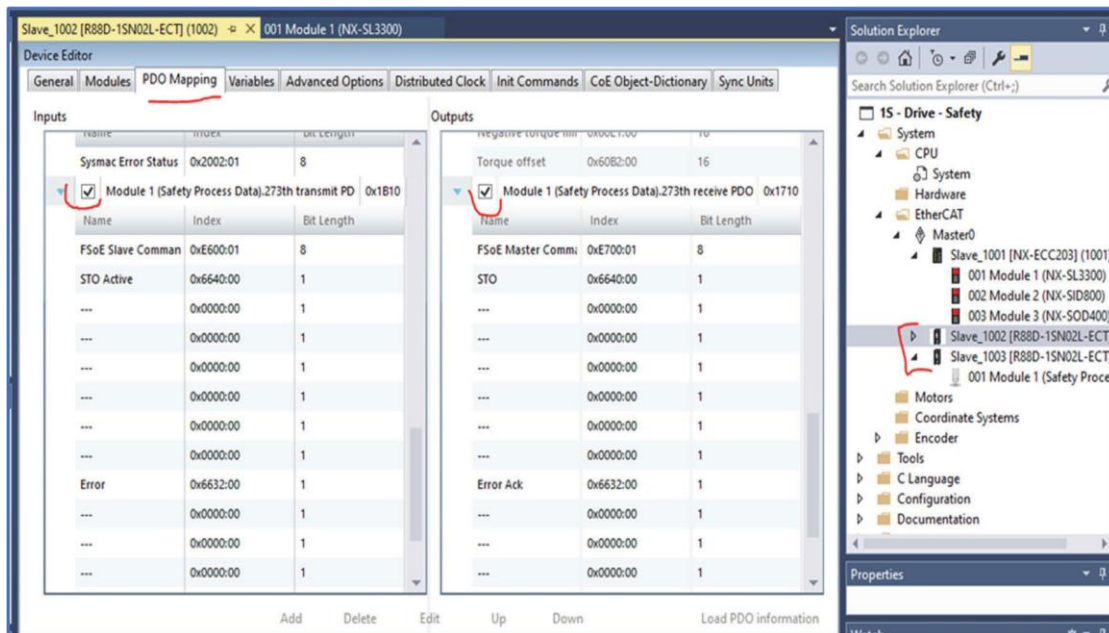 Slave_1002 [R88D-1SN02L-ECT] (1002) 001 Module 1 (NX-SL3300)
Device Editor
General Modules PDO Mapping Variables Advanced Options Distributed Clock Init Commands CoE Object-Dictionary Sync Units
Inputs
Name Index Bit Length
Sysmac Error Status 0x2002:01 8
Module 1 (Safety Process Data).273th transmit PD 0x1B10
Name Index Bit Length
FSoE Slave Comman 0xE600:01 8
STO Active 0x6640:01 1
--- 0x0000:00 1
--- 0x0000:00 1
--- 0x0000:00 1
--- 0x0000:00 1
--- 0x0000:00 1
--- 0x0000:00 1
Error 0x6632:00 1
--- 0x0000:00 1
--- 0x0000:00 1
--- 0x0000:00 1
Outputs
Torque offset 0x60B2:00 16
Module 1 (Safety Process Data).273th receive PDO 0x1710
Name Index Bit Length
FSoE Master Comma 0xE700:01 8
STO 0x6640:01 1
--- 0x0000:00 1
--- 0x0000:00 1
--- 0x0000:00 1
--- 0x0000:00 1
--- 0x0000:00 1
--- 0x0000:00 1
Error Ack 0x6632:00 1
--- 0x0000:00 1
--- 0x0000:00 1
--- 0x0000:00 1
Add Delete Edit Up Down Load PDO information
Solution Explorer
Search Solution Explorer (Ctrl+;)
1S - Drive - Safety
System
CPU
System
Hardware
EtherCAT
Master0
Slave_1001 [NX-ECC203] (1001)
001 Module 1 (NX-SL3300)
002 Module 2 (NX-SID800)
003 Module 3 (NX-SOD400)
Slave_1002 [R88D-1SN02L-ECT
Slave_1003 [R88D-1SN02L-ECT
001 Module 1 (Safety Proce
Motors
Coordinate Systems
Encoder
Tools
C Language
Configuration
Documentation
Properties